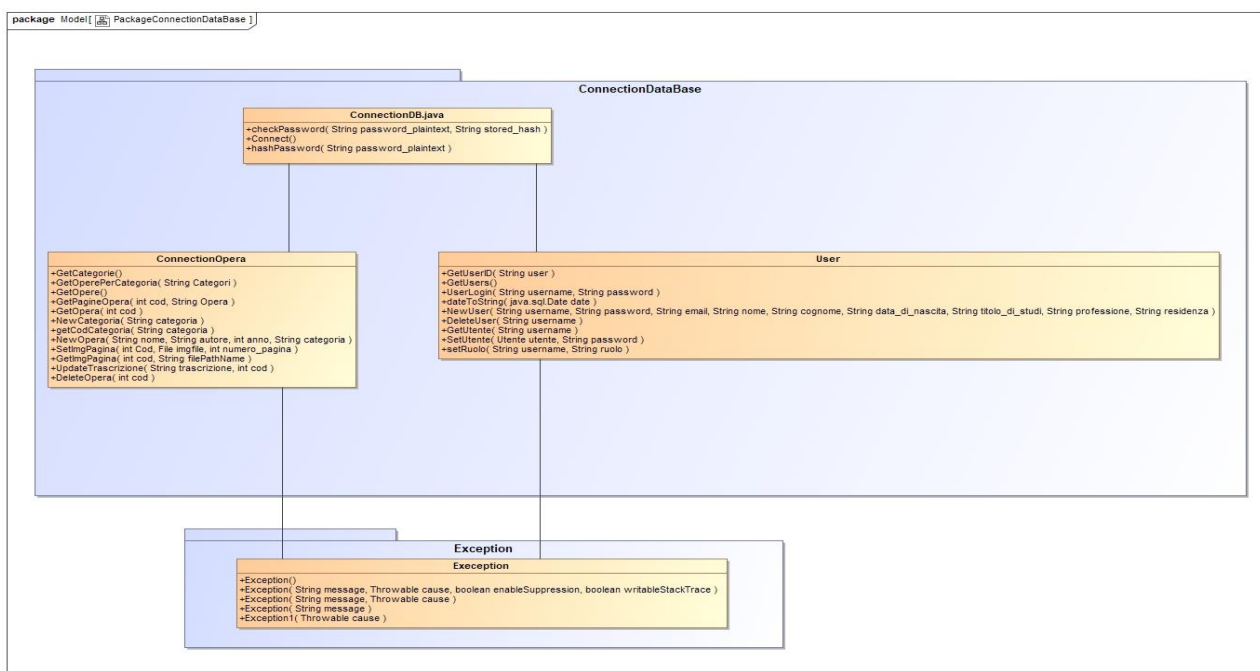 package Model[ PackageConnectionDataBase ]
ConnectionDataBase
ConnectionDB.java
+checkPassword( String password_plaintext, String stored_hash )
+Connect()
+hashPassword( String password_plaintext )
ConnectionOpera
+GetCategorie()
+GetOperePerCategoria( String Categori )
+GetOpere()
+GetPagineOpera( int cod, String Opera )
+GetOpera( int cod )
+NewCategoria( String categoria )
+getCodCategoria( String categoria )
+NewOpera( String nome, String autore, int anno, String categoria )
+SetImgPagina( int Cod, File imgfile, int numero_pagina )
+GetImgPagina( int cod, String filePathName )
+UpdateTrascrizione( String trascrizione, int cod )
+DeleteOpera( int cod )
User
+GetUserID( String user )
+GetUsers()
+UserLogin( String username, String password )
+dateToString( java.sql.Date date )
+NewUser( String username, String password, String email, String nome, String cognome, String data_di_nascita, String titolo_di_studi, String professione, String residenza )
+DeleteUser( String username )
+GetUtente( String username )
+SetUtente( Utente utente, String password )
+setRuolo( String username, String ruolo )
Exception
Exeception
+Exception()
+Exception( String message, Throwable cause, boolean enableSuppression, boolean writableStackTrace )
+Exception( String message, Throwable cause )
+Exception( String message )
+Exception1( Throwable cause )